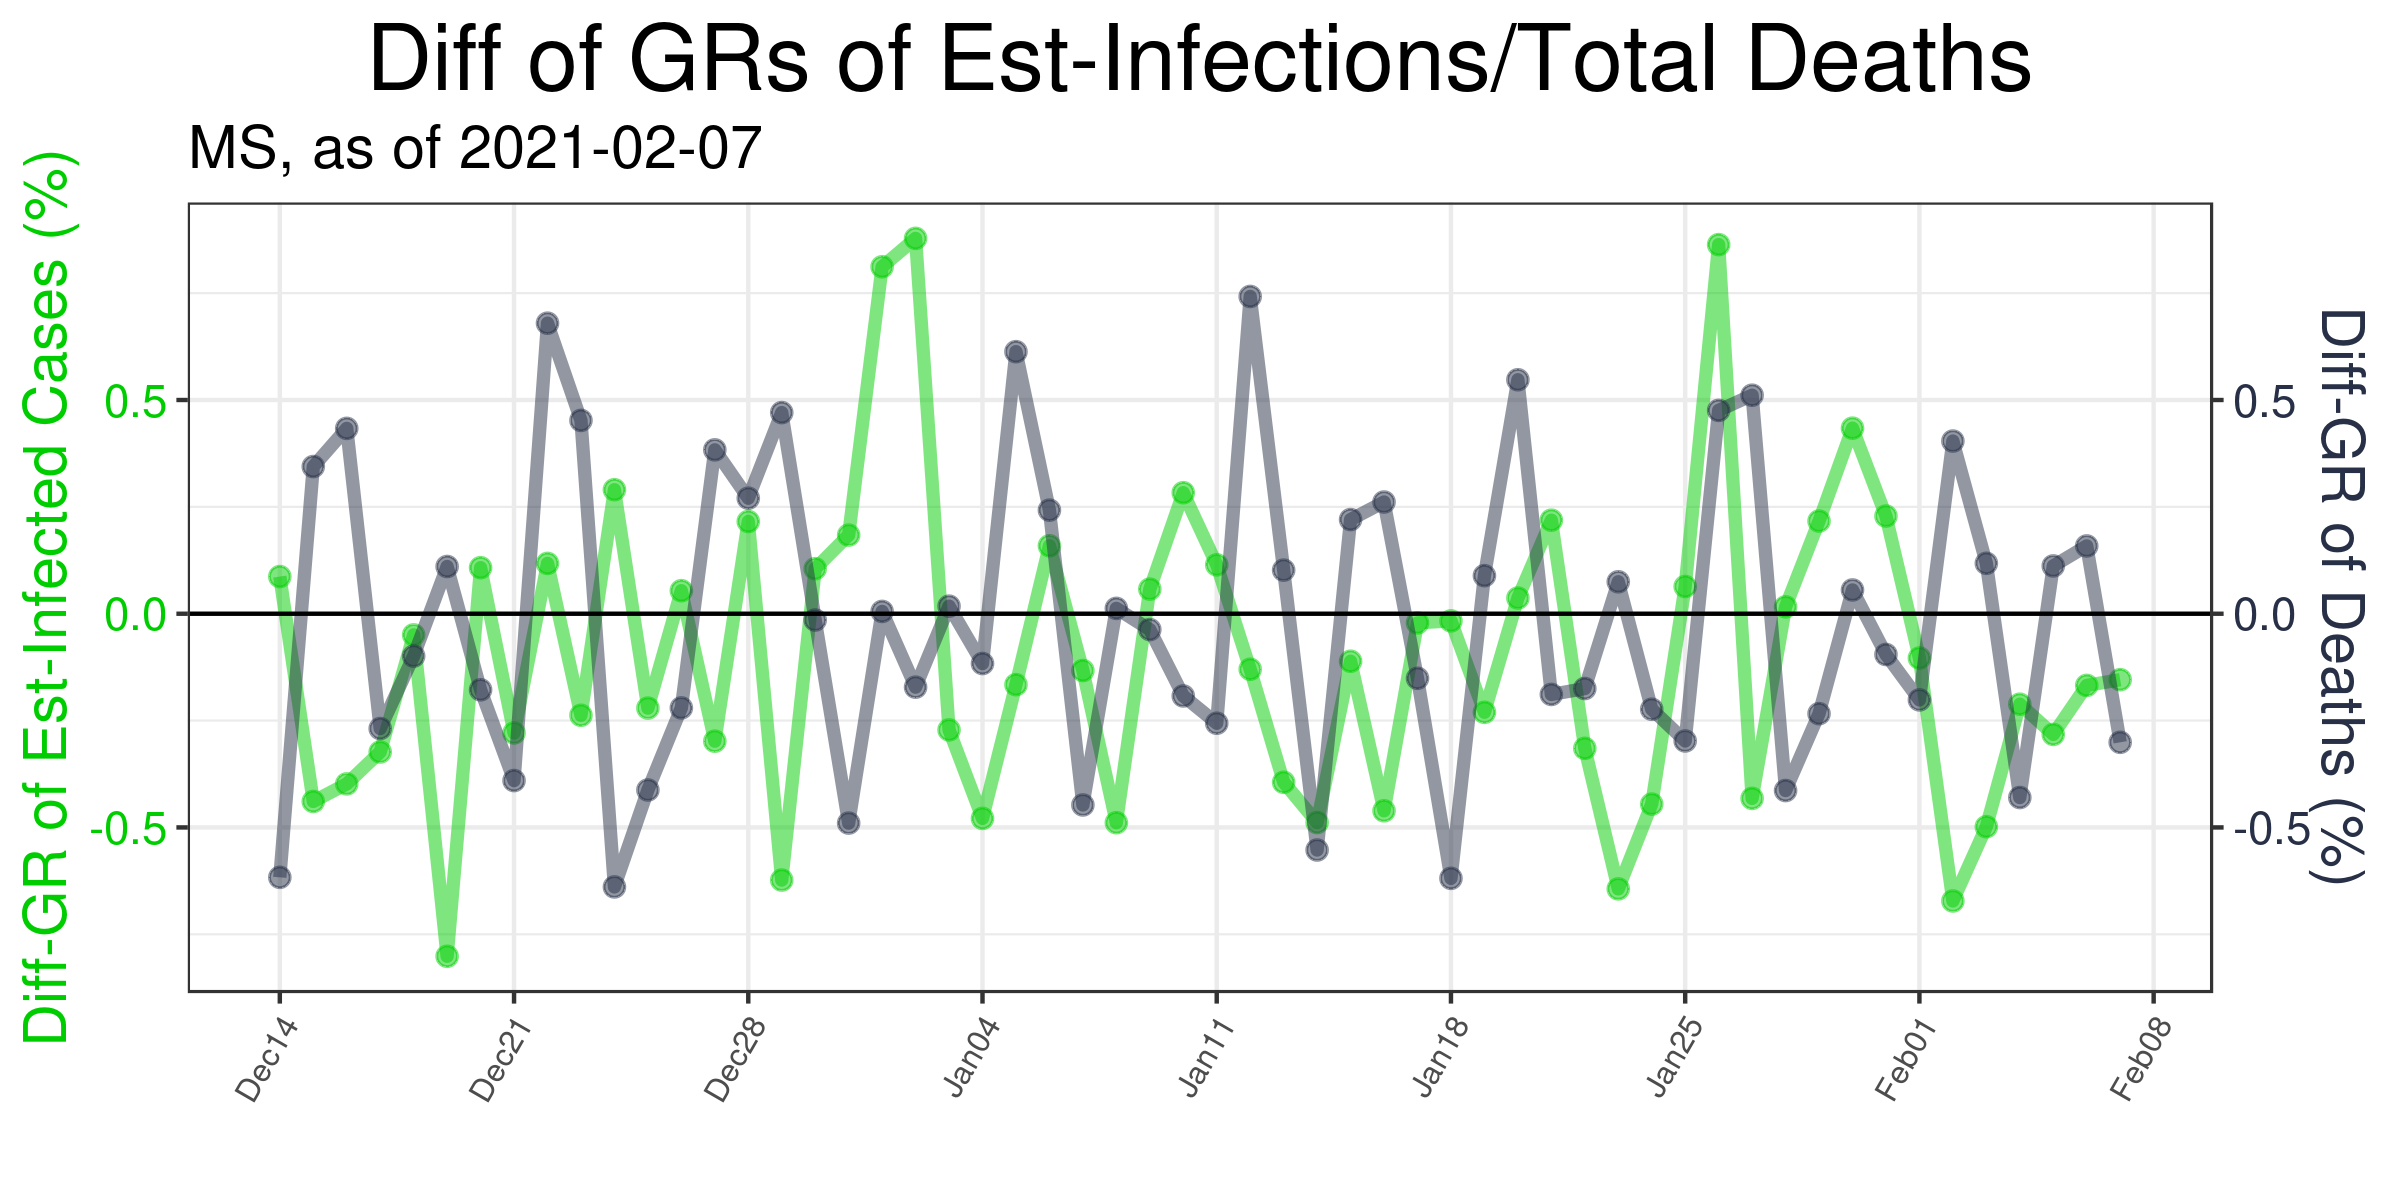 Diff of GRs of Est-Infections/Total Deaths
MS, as of 2021-02-07
Diff-GR of Est-Infected Cases (%)
0.5
0.0
-0.5
0.5
0.0
-0.5
Diff-GR of Deaths (%)
Dec14
Dec21
Dec28
Jan04
Jan11
Jan18
Jan25
Feb01
Feb08